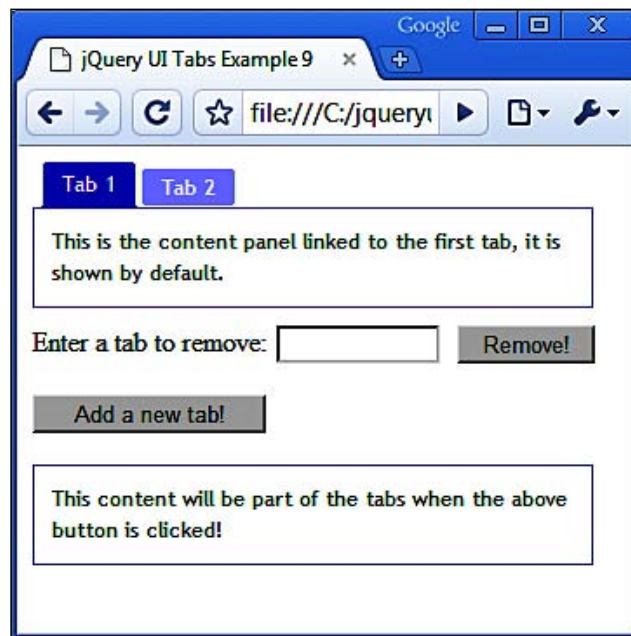 Google
jQuery UI Tabs Example 9
file:///C:/jquery
Tab 1 Tab 2
This is the content panel linked to the first tab, it is
shown by default.
Enter a tab to remove: Remove!
Add a new tab!
This content will be part of the tabs when the above
button is clicked!